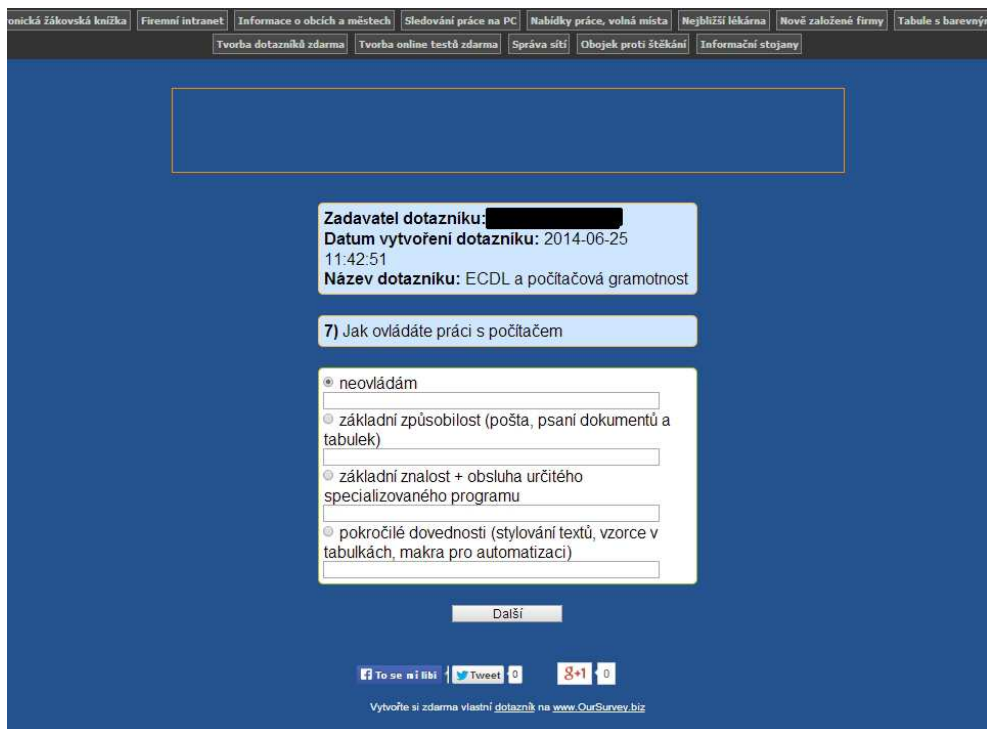 onická žákovská knížka Firemní intranet Informace o obcích a městech Sledování práce na PC Nabídky práce, volná místa Nejbližší lékárna Nově založené firmy Tabule s barevným
Tvorba dotazníků zdarma Tvorba online testů zdarma Správa sítí Obojek proti štěkání Informační stojany
Zadavatel dotazníku:
Datum vytvoření dotazníku: 2014-06-25
11:42:51
Název dotazníku: ECDL a počítačová gramotnost
7) Jak ovládáte práci s počítačem
neovládám
základní způsobilost (pošta, psaní dokumentů a
tabulek)
základní znalost + obsluha určitého
specializovaného programu
pokročilé dovednosti (stylování textů, vzorce v
tabulkách, makra pro automatizaci)
Další
To se mi líbí Tweet 0 g+1 0
Vytvořte si zdarma vlastní dotazník na www.OurSurvey.biz